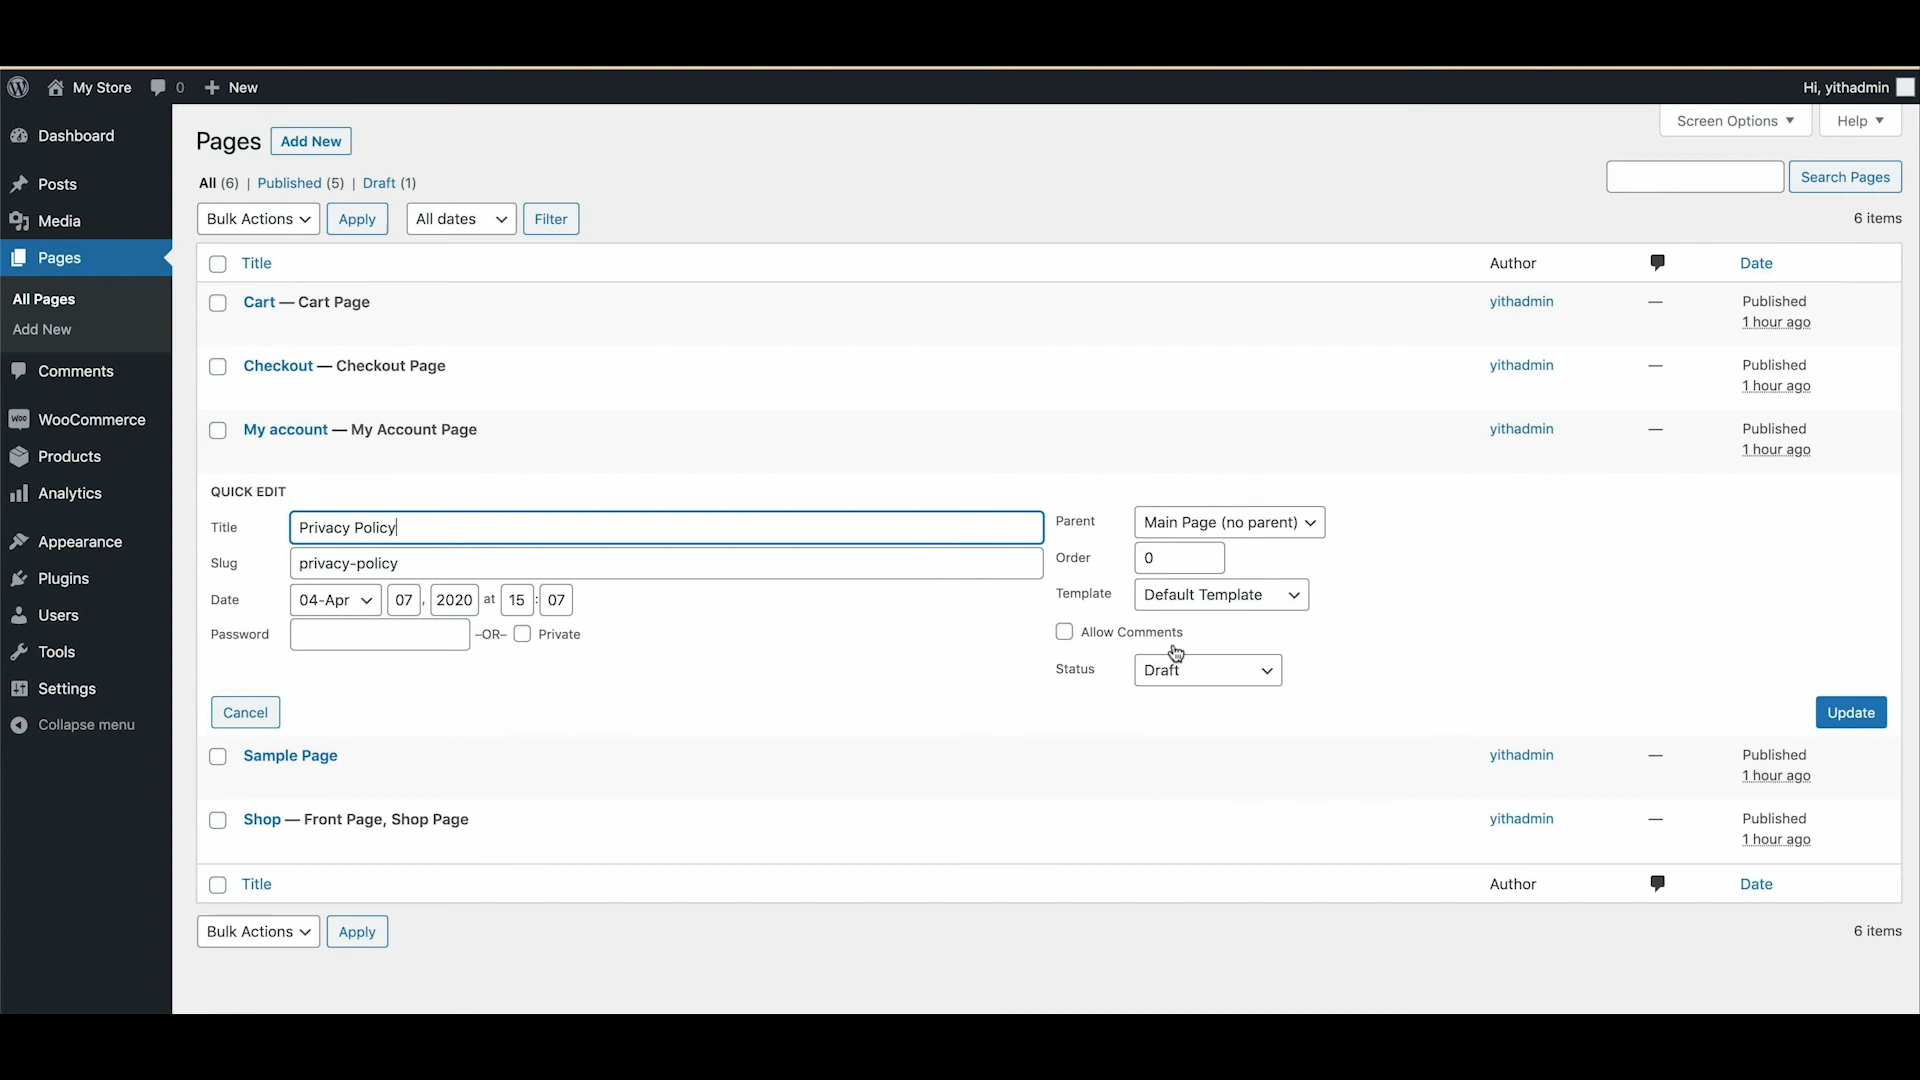 My Store 0 New Hi, yithadmin
Dashboard
Posts
Media
Pages
All Pages
Add New
Comments
WooCommerce
Products
Analytics
Appearance
Plugins
Users
Tools
Settings
Collapse menu
Screen Options Help
Pages Add New
All (6) | Published (5) | Draft (1)
Search Pages
Bulk Actions Apply All dates Filter 6 items
Title Author Date
Cart — Cart Page yithadmin — Published
1 hour ago
Checkout — Checkout Page yithadmin — Published
1 hour ago
My account — My Account Page yithadmin — Published
1 hour ago
QUICK EDIT
Title Privacy Policy
Slug privacy-policy
Date 04-Apr 07 , 2020 at 15 : 07
Password –OR– Private
Parent Main Page (no parent)
Order 0
Template Default Template
Allow Comments
Status Draft
Cancel Update
Sample Page yithadmin — Published
1 hour ago
Shop — Front Page, Shop Page yithadmin — Published
1 hour ago
Title Author Date
Bulk Actions Apply 6 items